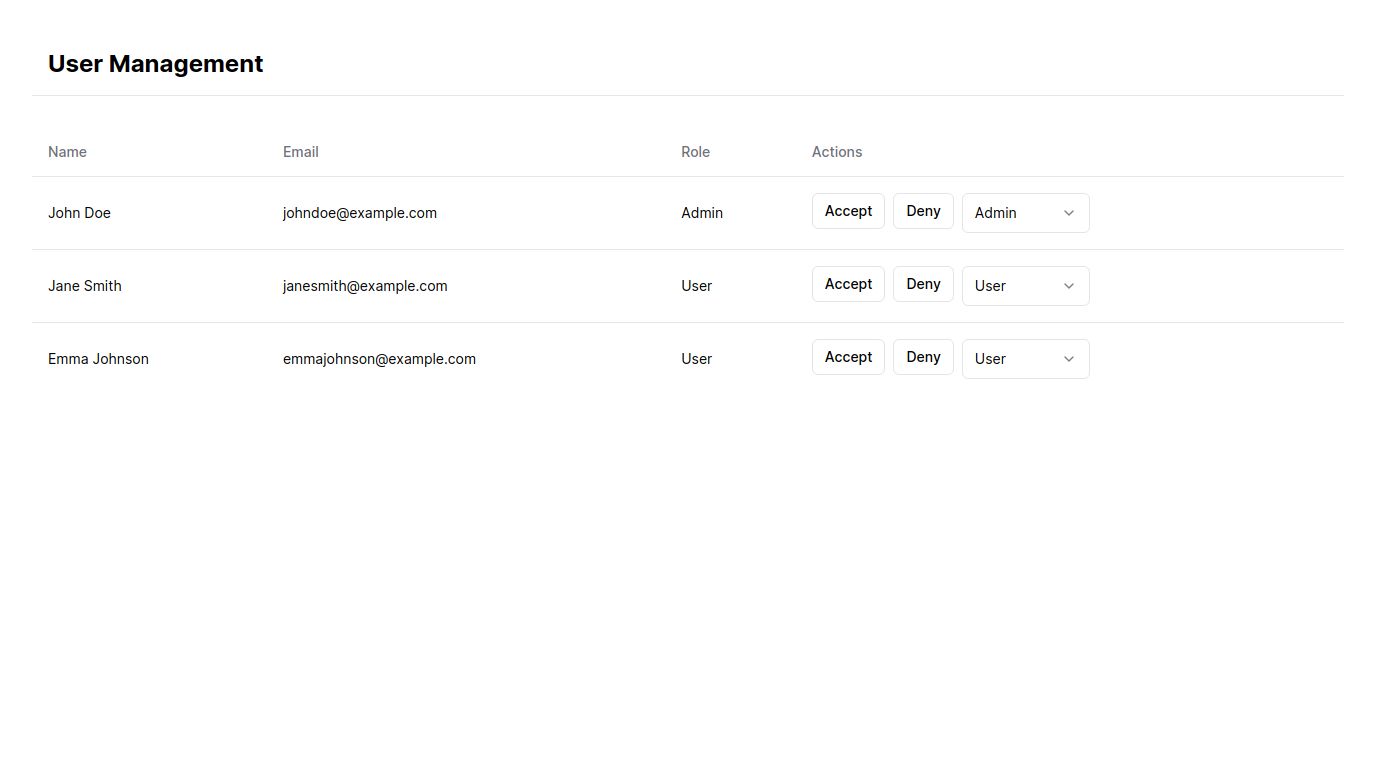 User Management
Name Email Role Actions
John Doe johndoe@example.com Admin Accept Deny Admin
Jane Smith janesmith@example.com User Accept Deny User
Emma Johnson emmajohnson@example.com User Accept Deny User